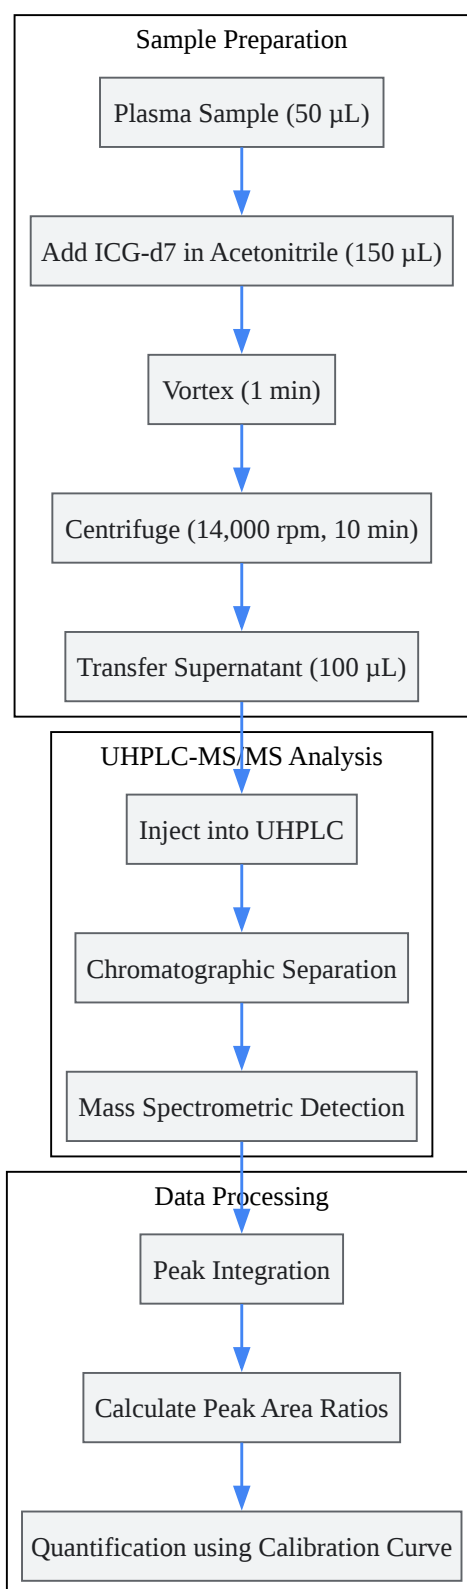 Sample Preparation
Plasma Sample (50 µL)
Add ICG-d7 in Acetonitrile (150 µL)
Vortex (1 min)
Centrifuge (14,000 rpm, 10 min)
Transfer Supernatant (100 µL)
UHPLC-MS/MS Analysis
Inject into UHPLC
Chromatographic Separation
Mass Spectrometric Detection
Data Processing
Peak Integration
Calculate Peak Area Ratios
Quantification using Calibration Curve